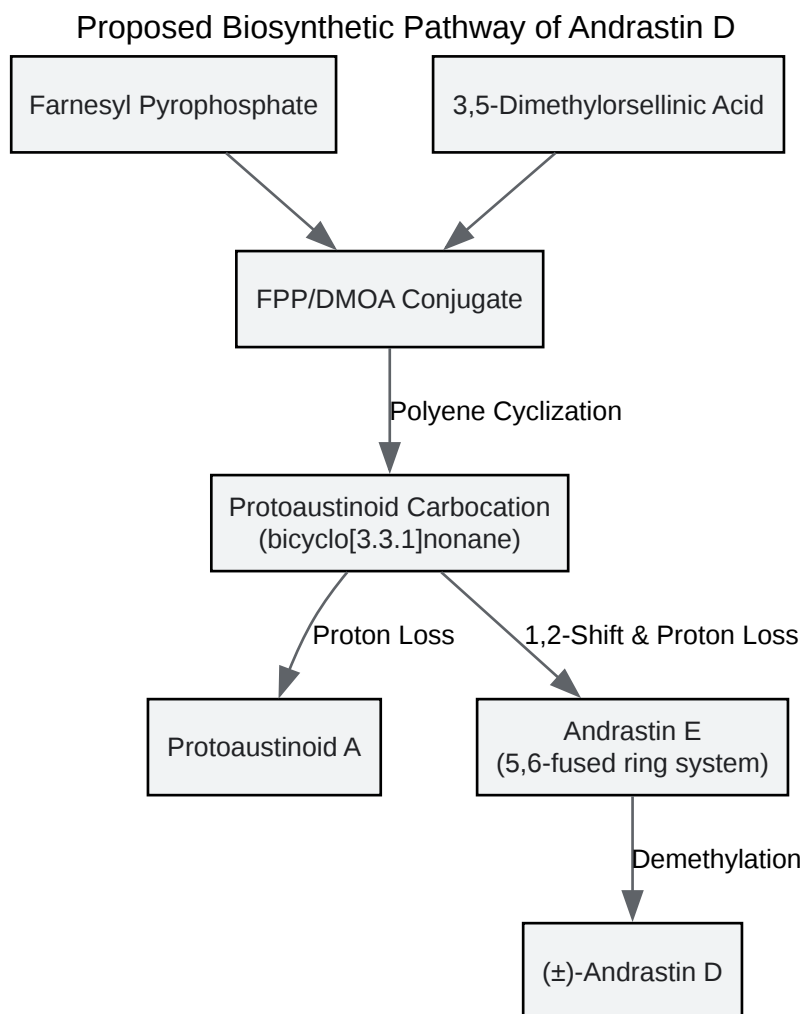 Proposed Biosynthetic Pathway of Andrastin D
Farnesyl Pyrophosphate
3,5-Dimethylorsellinic Acid
FPP/DMOA Conjugate
Polyene Cyclization
Protoaustinoid Carbocation
(bicyclo[3.3.1]nonane)
Proton Loss
1,2-Shift & Proton Loss
Protoaustinoid A
Andrastin E
(5,6-fused ring system)
Demethylation
(±)-Andrastin D